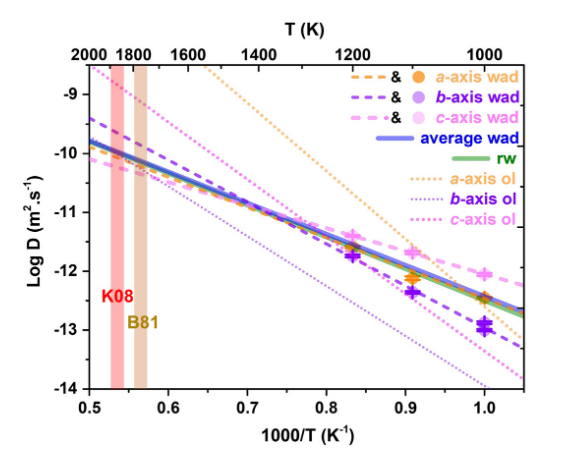 T (K)
2000 1800 1600 1400 1200 1000
& a-axis wad
& b-axis wad
& c-axis wad
average wad
rw
a-axis ol
b-axis ol
c-axis ol
-9
-10
-11
-12
-13
-14
Log D (m².s⁻¹)
K08
B81
0.5 0.6 0.7 0.8 0.9 1.0
1000/T (K⁻¹)